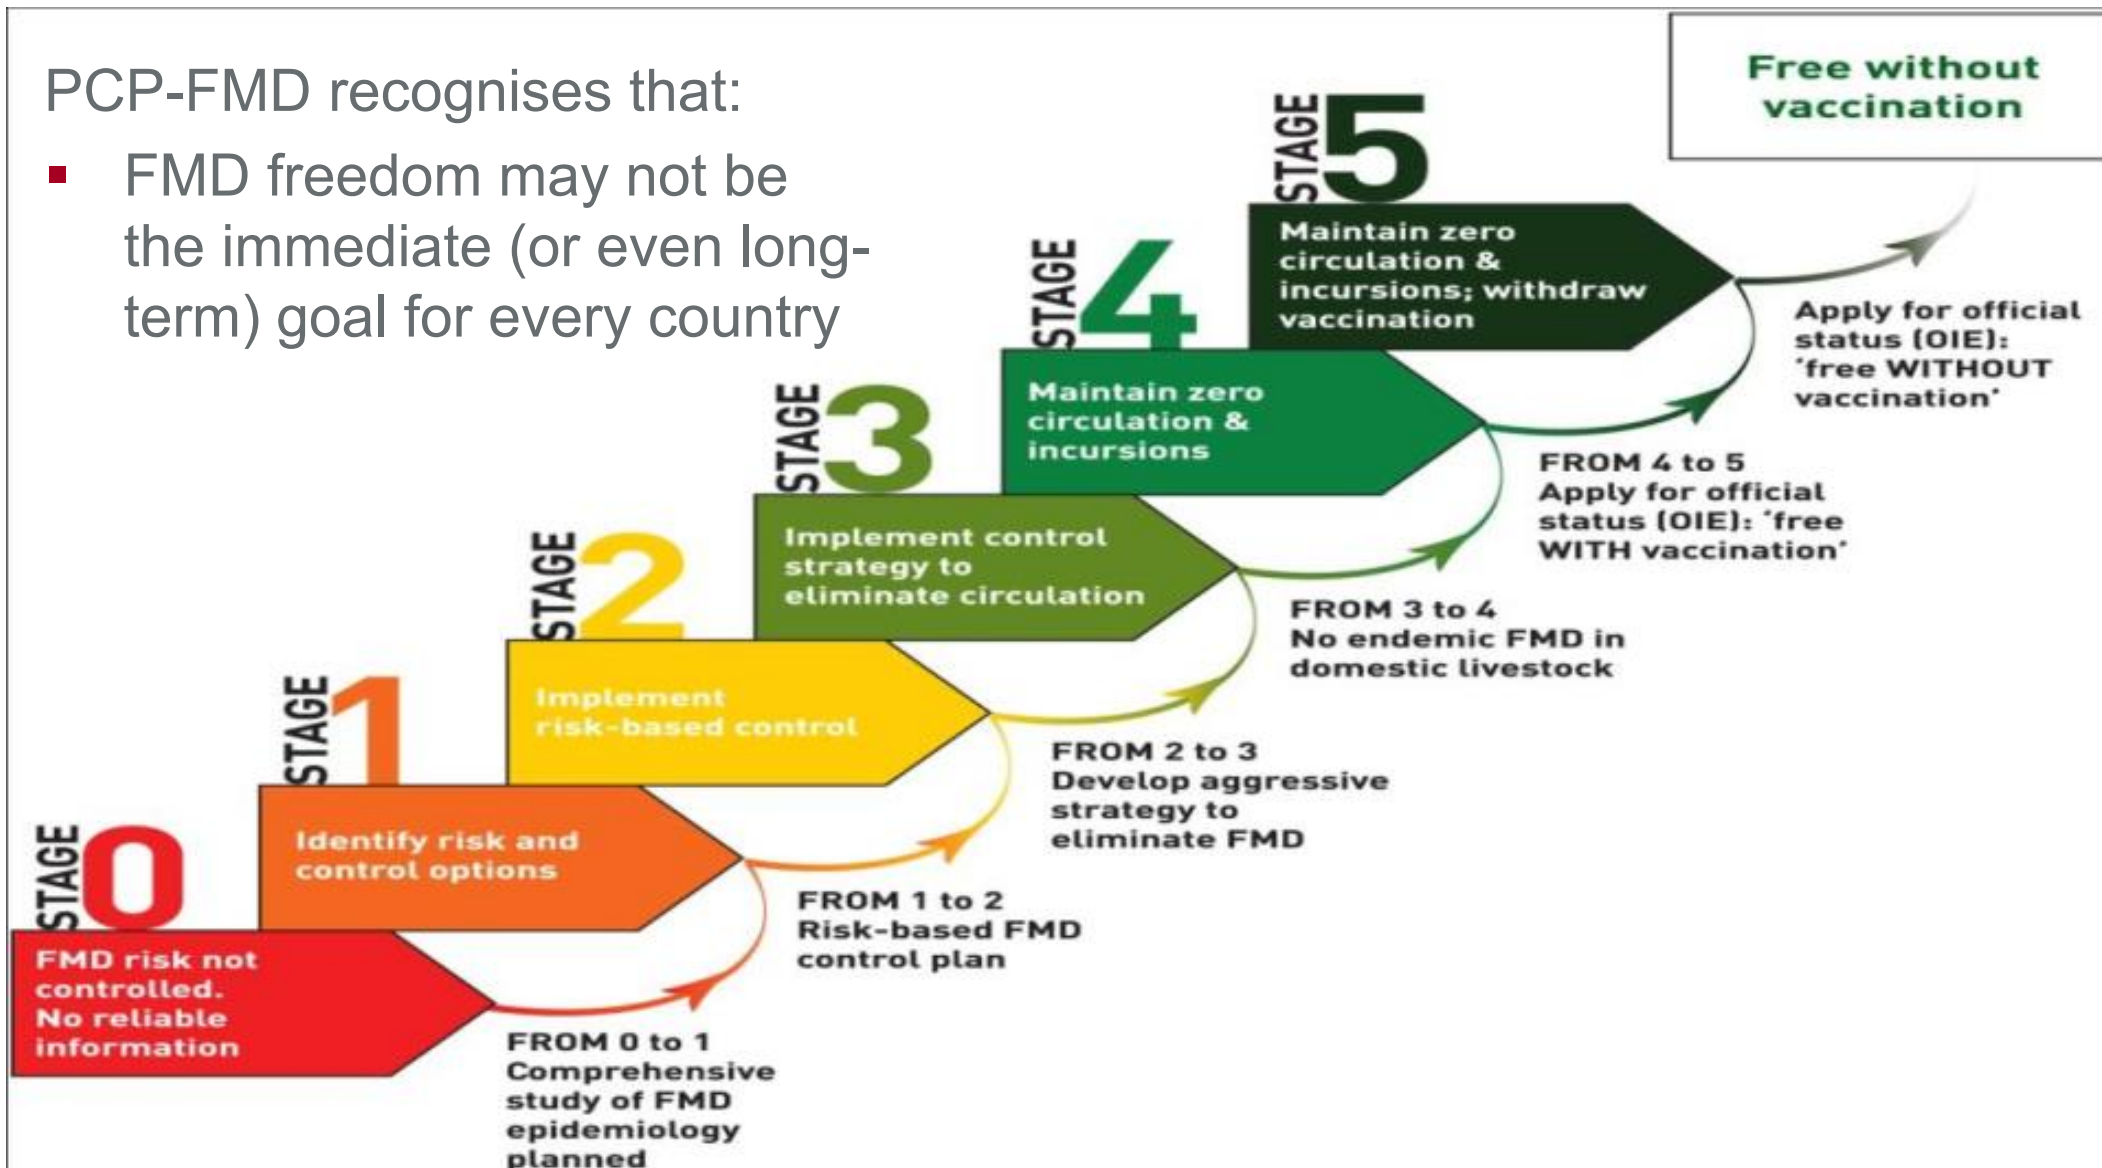 PCP-FMD recognises that:
▪ FMD freedom may not be
the immediate (or even long-
term) goal for every country
Free without
vaccination
STAGE 5
Maintain zero
circulation &
incursions; withdraw
vaccination
Apply for official
status (OIE):
‘free WITHOUT
vaccination’
STAGE 4
Maintain zero
circulation &
incursions
FROM 4 to 5
Apply for official
status (OIE): ‘free
WITH vaccination’
STAGE 3
Implement control
strategy to
eliminate circulation
FROM 3 to 4
No endemic FMD in
domestic livestock
STAGE 2
Implement
risk-based control
FROM 2 to 3
Develop aggressive
strategy to
eliminate FMD
STAGE 1
Identify risk and
control options
FROM 1 to 2
Risk-based FMD
control plan
STAGE 0
FMD risk not
controlled.
No reliable
information
FROM 0 to 1
Comprehensive
study of FMD
epidemiology
planned